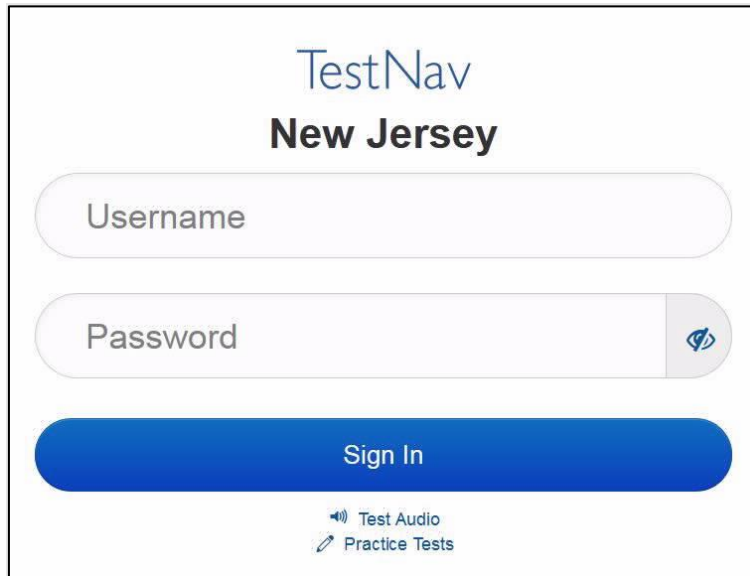 TestNav
New Jersey
Username
Password
Sign In
Test Audio
Practice Tests